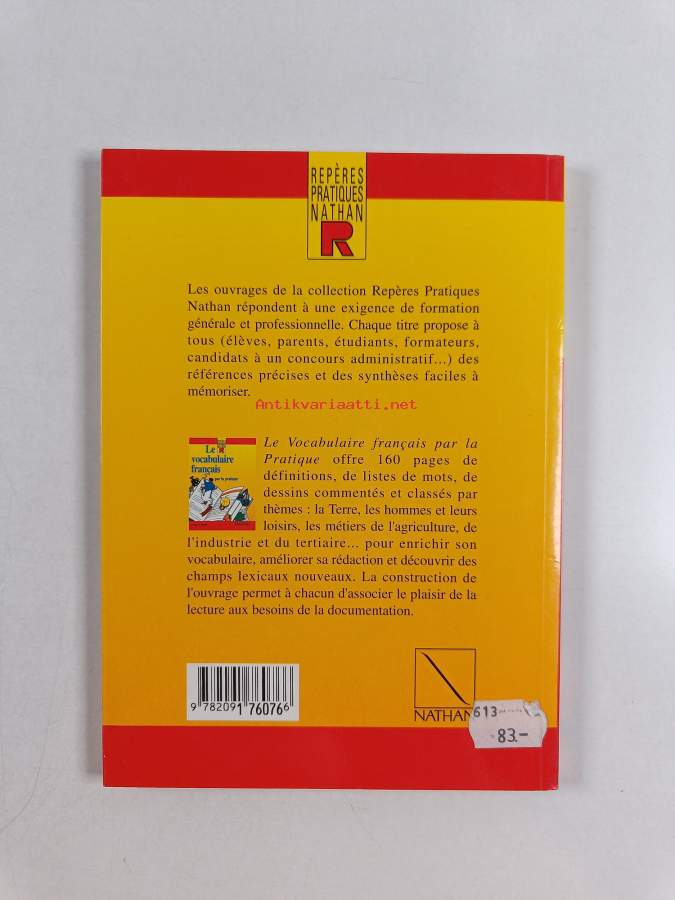 REPÈRES
PRATIQUES
NATHAN
R
Les ouvrages de la collection Repères Pratiques
Nathan répondent à une exigence de formation
générale et professionnelle. Chaque titre propose à
tous (élèves, parents, étudiants, formateurs,
candidats à un concours administratif...) des
références précises et des synthèses faciles à
mémoriser.
Antikvariaatti.net
Le
vocabulaire
français
par la pratique
Le Vocabulaire français par la
Pratique offre 160 pages de
définitions, de listes de mots, de
dessins commentés et classés par
thèmes : la Terre, les hommes et leurs
loisirs, les métiers de l'agriculture, de
l'industrie et du tertiaire... pour enrichir son
vocabulaire, améliorer sa rédaction et découvrir des
champs lexicaux nouveaux. La construction de
l'ouvrage permet à chacun d'associer le plaisir de la
lecture aux besoins de la documentation.
9 782091 760766
NATHAN
613
83.-